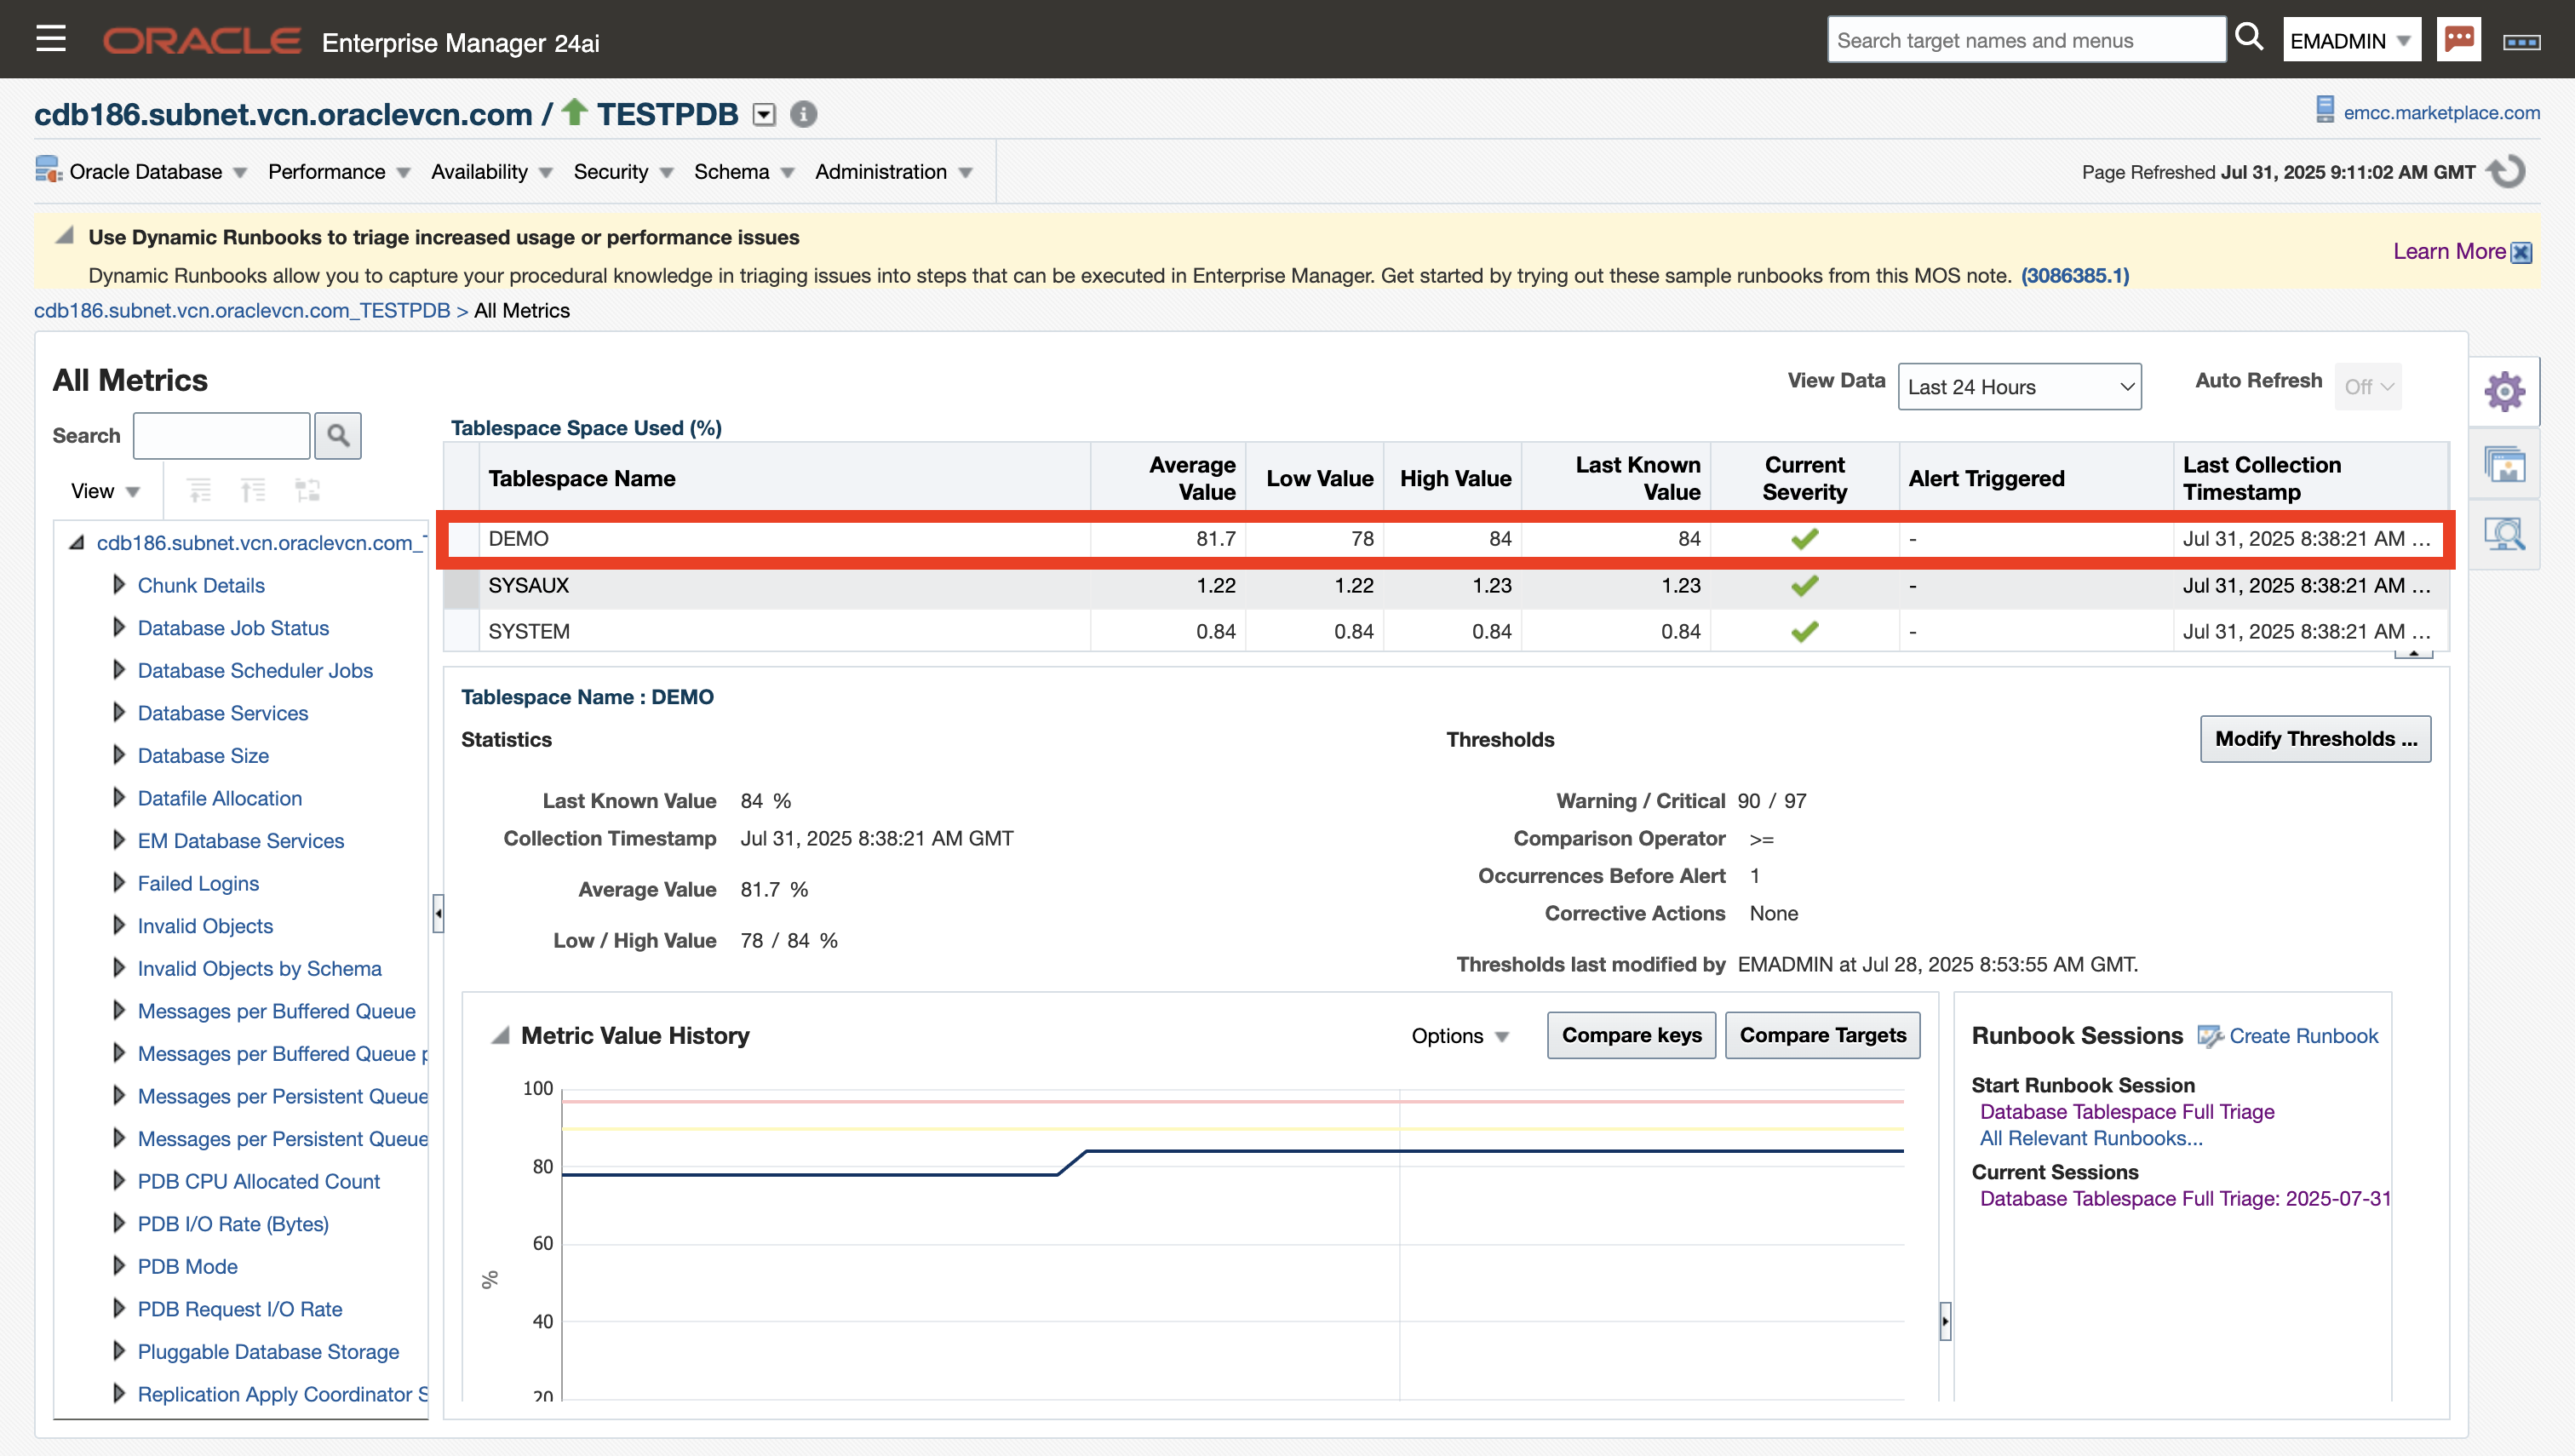 ORACLE Enterprise Manager 24ai
Search target names and menus
EMADMIN
cdb186.subnet.vcn.oraclevcn.com / TESTPDB
emcc.marketplace.com
Oracle Database Performance Availability Security Schema Administration
Page Refreshed Jul 31, 2025 9:11:02 AM GMT
Use Dynamic Runbooks to triage increased usage or performance issues
Learn More
Dynamic Runbooks allow you to capture your procedural knowledge in triaging issues into steps that can be executed in Enterprise Manager. Get started by trying out these sample runbooks from this MOS note. (3086385.1)
cdb186.subnet.vcn.oraclevcn.com_TESTPDB > All Metrics
All Metrics
View Data Last 24 Hours
Auto Refresh Off
Search
View
cdb186.subnet.vcn.oraclevcn.com_
Chunk Details
Database Job Status
Database Scheduler Jobs
Database Services
Database Size
Datafile Allocation
EM Database Services
Failed Logins
Invalid Objects
Invalid Objects by Schema
Messages per Buffered Queue
Messages per Buffered Queue p
Messages per Persistent Queue
Messages per Persistent Queue
PDB CPU Allocated Count
PDB I/O Rate (Bytes)
PDB Mode
PDB Request I/O Rate
Pluggable Database Storage
Replication Apply Coordinator S
Tablespace Space Used (%)
Tablespace Name Average Value Low Value High Value Last Known Value Current Severity Alert Triggered Last Collection Timestamp
DEMO 81.7 78 84 84 - Jul 31, 2025 8:38:21 AM ...
SYSAUX 1.22 1.22 1.23 1.23 - Jul 31, 2025 8:38:21 AM ...
SYSTEM 0.84 0.84 0.84 0.84 - Jul 31, 2025 8:38:21 AM ...
Tablespace Name : DEMO
Statistics
Last Known Value 84 %
Collection Timestamp Jul 31, 2025 8:38:21 AM GMT
Average Value 81.7 %
Low / High Value 78 / 84 %
Thresholds
Modify Thresholds ...
Warning / Critical 90 / 97
Comparison Operator >=
Occurrences Before Alert 1
Corrective Actions None
Thresholds last modified by EMADMIN at Jul 28, 2025 8:53:55 AM GMT.
Metric Value History
Options
Compare keys
Compare Targets
100
80
60
%
40
20
Runbook Sessions Create Runbook
Start Runbook Session
Database Tablespace Full Triage
All Relevant Runbooks...
Current Sessions
Database Tablespace Full Triage: 2025-07-31